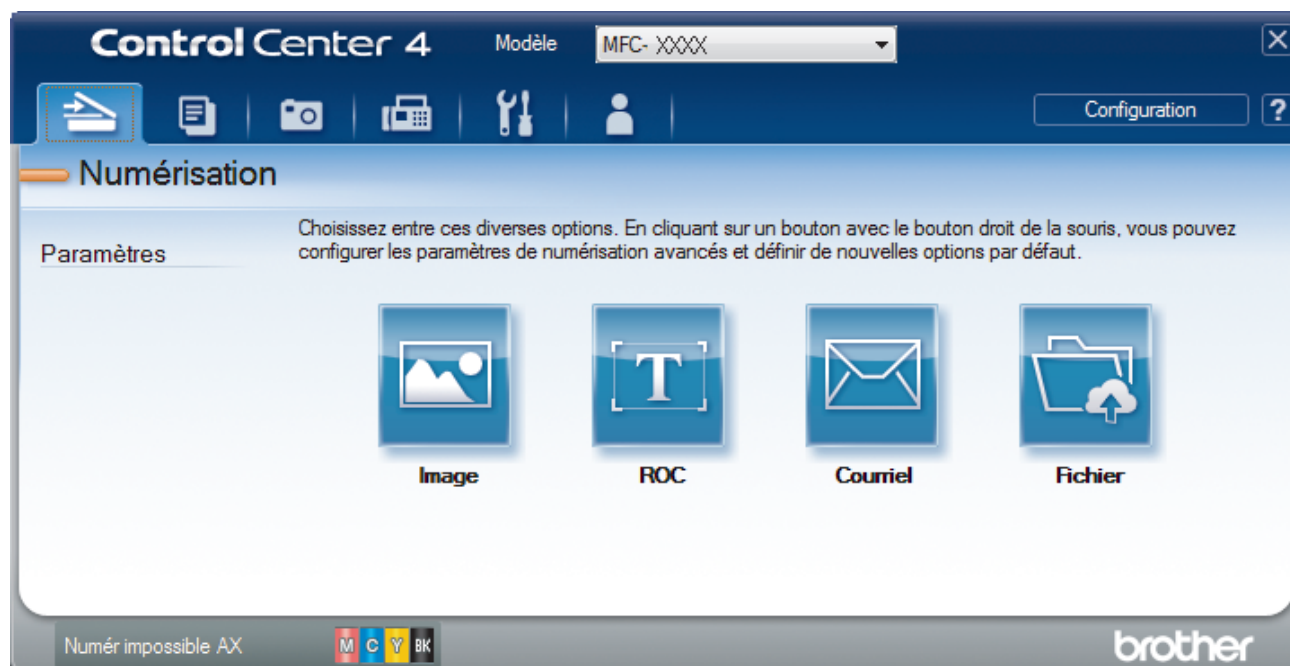 Control Center 4 Modèle MFC- XXXX
Configuration ?
Numérisation
Paramètres
Choisissez entre ces diverses options. En cliquant sur un bouton avec le bouton droit de la souris, vous pouvez
configurer les paramètres de numérisation avancés et définir de nouvelles options par défaut.
T
Image ROC Courriel Fichier
Numér impossible AX M C Y BK brother